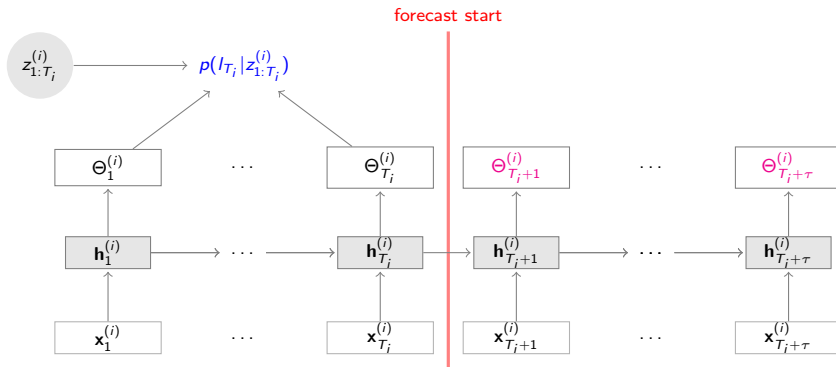 forecast start
z_{1:T_i}^{(i)} p(l_{T_i}|z_{1:T_i}^{(i)})
Θ_1^{(i)} ··· Θ_{T_i}^{(i)} Θ_{T_i+1}^{(i)} ··· Θ_{T_i+τ}^{(i)}
h_1^{(i)} ··· h_{T_i}^{(i)} h_{T_i+1}^{(i)} ··· h_{T_i+τ}^{(i)}
x_1^{(i)} ··· x_{T_i}^{(i)} x_{T_i+1}^{(i)} ··· x_{T_i+τ}^{(i)}